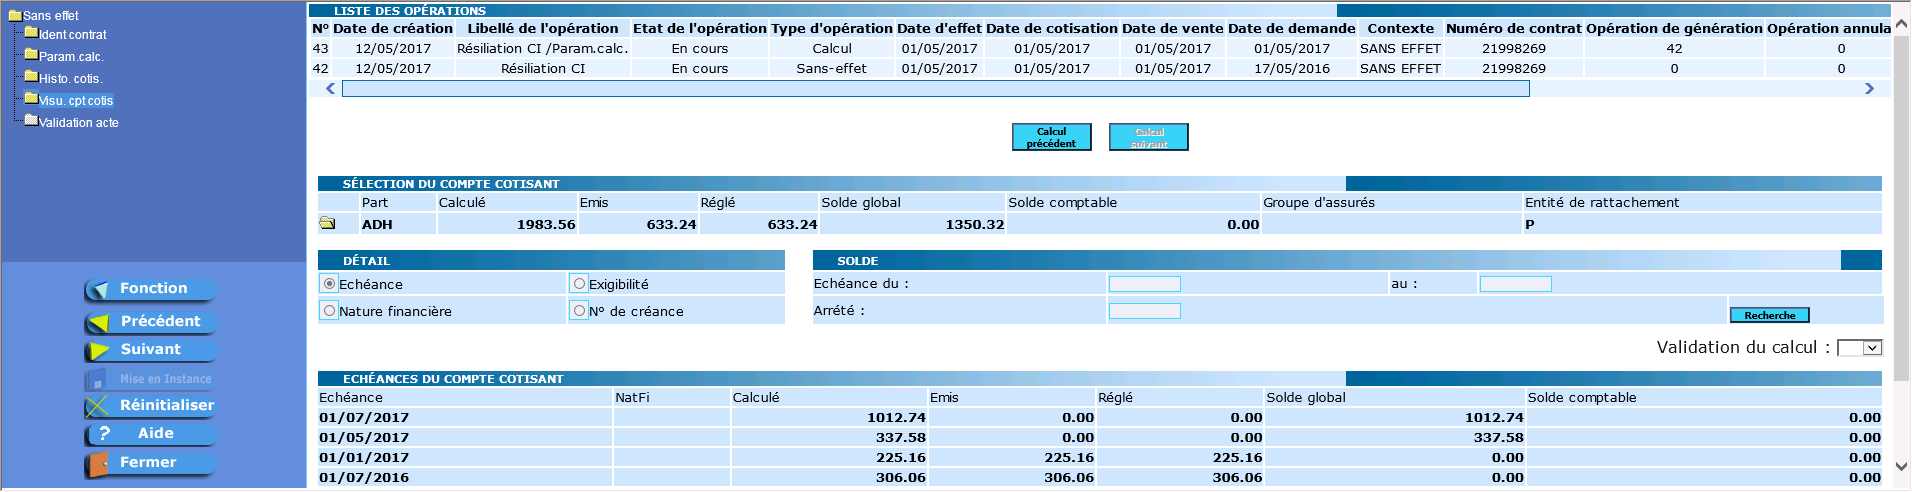 Sans effet
Ident contrat
Param.calc.
Histo. cotis.
Visu. cpt cotis
Validation acte
Fonction
Précédent
Suivant
Mise en Instance
Réinitialiser
? Aide
Fermer
LISTE DES OPÉRATIONS
N° Date de création Libellé de l'opération Etat de l'opération Type d'opération Date d'effet Date de cotisation Date de vente Date de demande Contexte Numéro de contrat Opération de génération Opération annula
43 12/05/2017 Résiliation CI /Param.calc. En cours Calcul 01/05/2017 01/05/2017 01/05/2017 01/05/2017 SANS EFFET 21998269 42 0
42 12/05/2017 Résiliation CI En cours Sans-effet 01/05/2017 01/05/2017 01/05/2017 17/05/2016 SANS EFFET 21998269 0 0
Calcul précédent
Calcul suivant
SÉLECTION DU COMPTE COTISANT
Part Calculé Emis Réglé Solde global Solde comptable Groupe d'assurés Entité de rattachement
ADH 1983.56 633.24 633.24 1350.32 0.00 P
DÉTAIL
Echéance Exigibilité
Nature financière N° de créance
SOLDE
Echéance du : au :
Arrété : Recherche
Validation du calcul :
ECHÉANCES DU COMPTE COTISANT
Echéance NatFi Calculé Emis Réglé Solde global Solde comptable
01/07/2017 1012.74 0.00 0.00 1012.74 0.00
01/05/2017 337.58 0.00 0.00 337.58 0.00
01/01/2017 225.16 225.16 225.16 0.00 0.00
01/07/2016 306.06 306.06 306.06 0.00 0.00